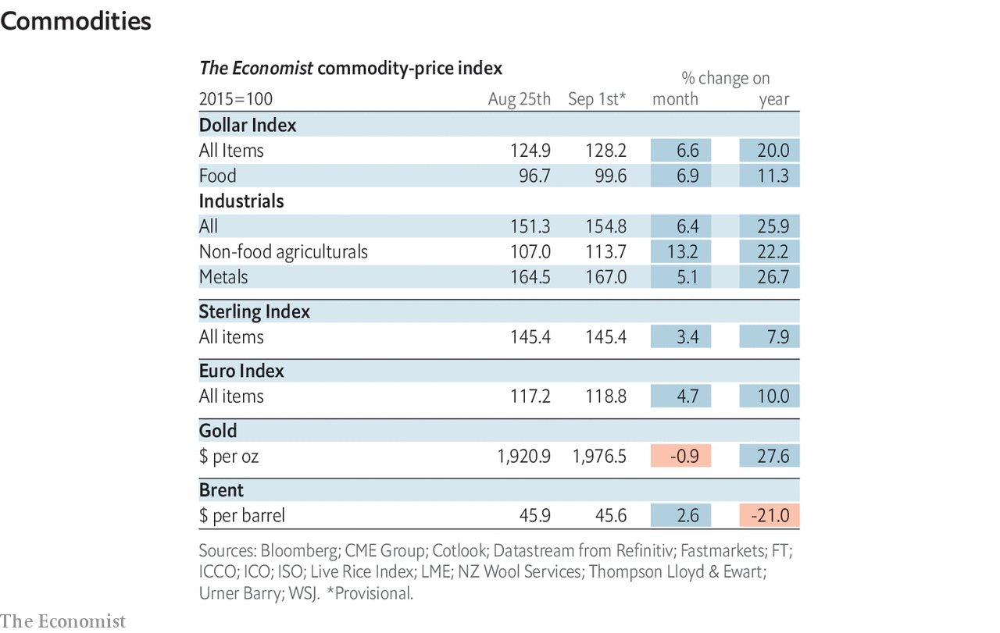 Commodities
The Economist commodity-price index
% change on
2015=100 Aug 25th Sep 1st* month year
Dollar Index
All Items 124.9 128.2 6.6 20.0
Food 96.7 99.6 6.9 11.3
Industrials
All 151.3 154.8 6.4 25.9
Non-food agriculturals 107.0 113.7 13.2 22.2
Metals 164.5 167.0 5.1 26.7
Sterling Index
All items 145.4 145.4 3.4 7.9
Euro Index
All items 117.2 118.8 4.7 10.0
Gold
$ per oz 1,920.9 1,976.5 -0.9 27.6
Brent
$ per barrel 45.9 45.6 2.6 -21.0
Sources: Bloomberg; CME Group; Cotlook; Datastream from Refinitiv; Fastmarkets; FT;
ICCO; ICO; ISO; Live Rice Index; LME; NZ Wool Services; Thompson Lloyd & Ewart;
Urner Barry; WSJ. *Provisional.
The Economist